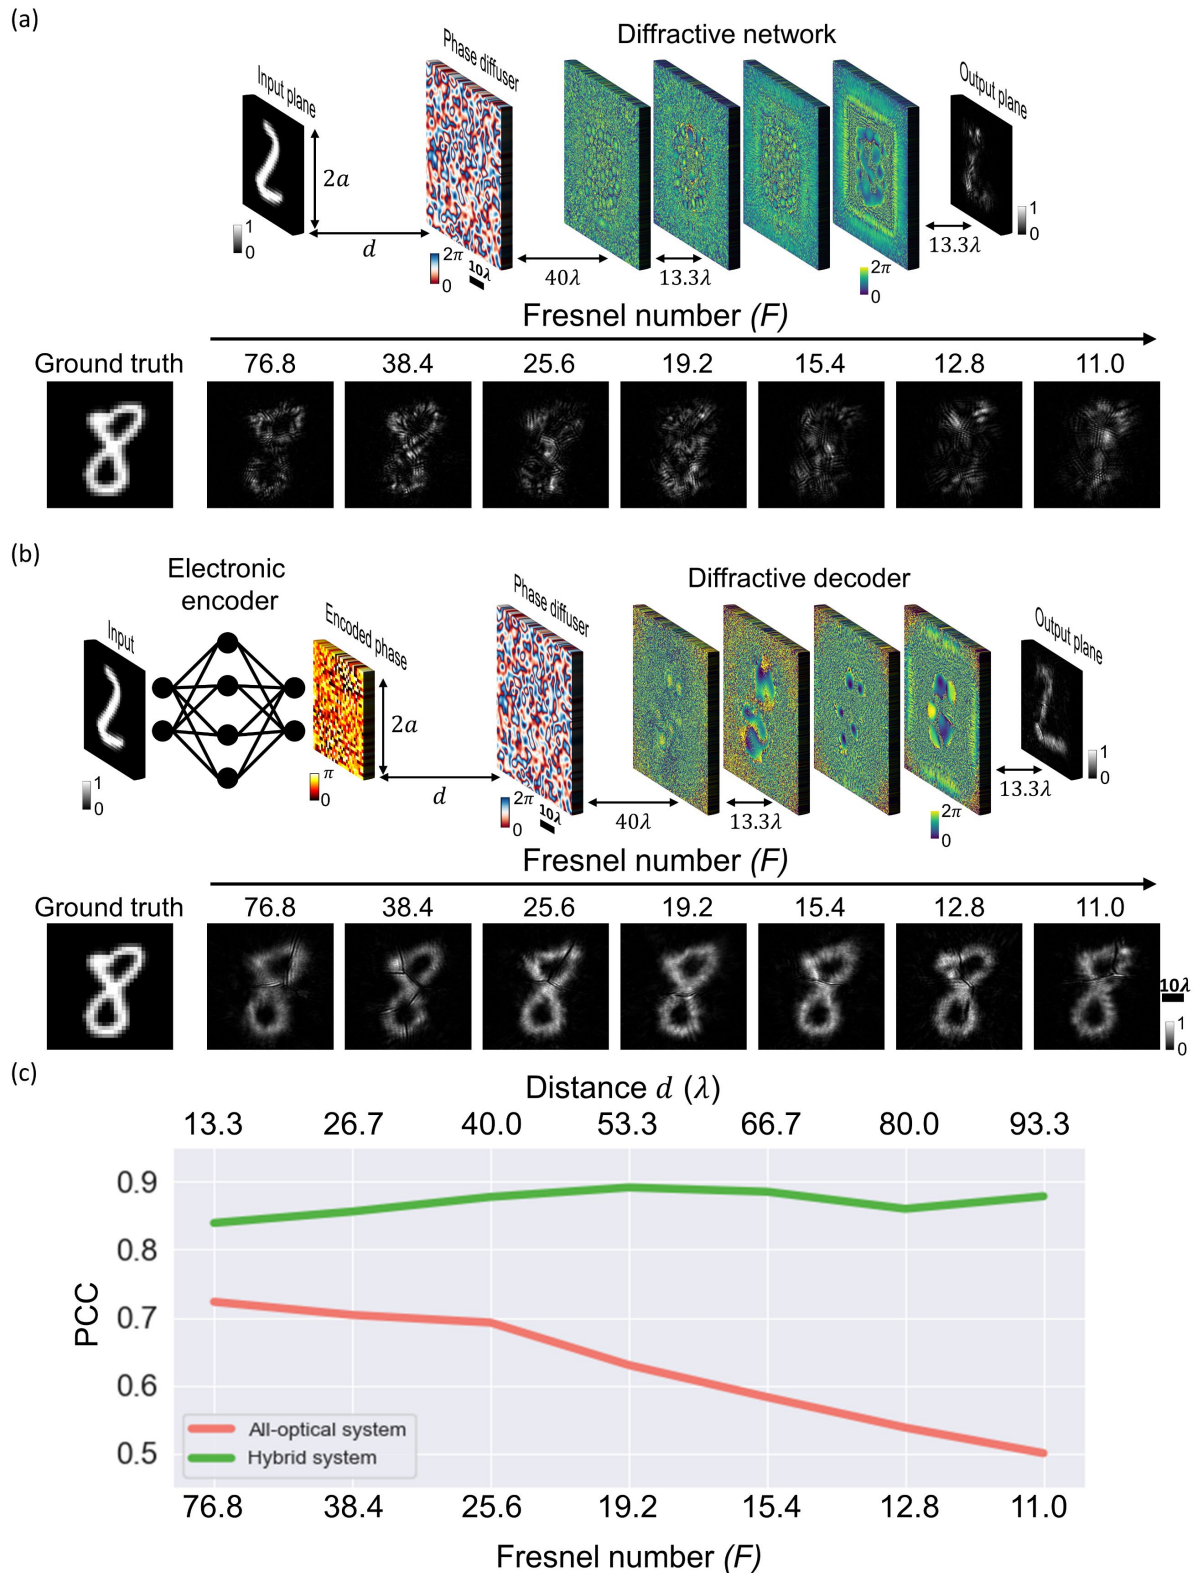 (a)
Diffractive network
Phase diffuser
Input plane
Output plane
2a
1
0
d
2π
0
10λ
40λ
13.3λ
2π
0
13.3λ
1
0
Fresnel number (F)
Ground truth 76.8 38.4 25.6 19.2 15.4 12.8 11.0
(b)
Electronic
encoder
Diffractive decoder
Input
Encoded phase
Phase diffuser
Output plane
2a
1
0
π
0
d
2π
0
10λ
40λ
13.3λ
2π
0
13.3λ
1
0
Fresnel number (F)
Ground truth 76.8 38.4 25.6 19.2 15.4 12.8 11.0
10λ
1
0
(c)
Distance d (λ)
13.3 26.7 40.0 53.3 66.7 80.0 93.3
0.9
0.8
0.7
0.6
0.5
PCC
All-optical system
Hybrid system
76.8 38.4 25.6 19.2 15.4 12.8 11.0
Fresnel number (F)